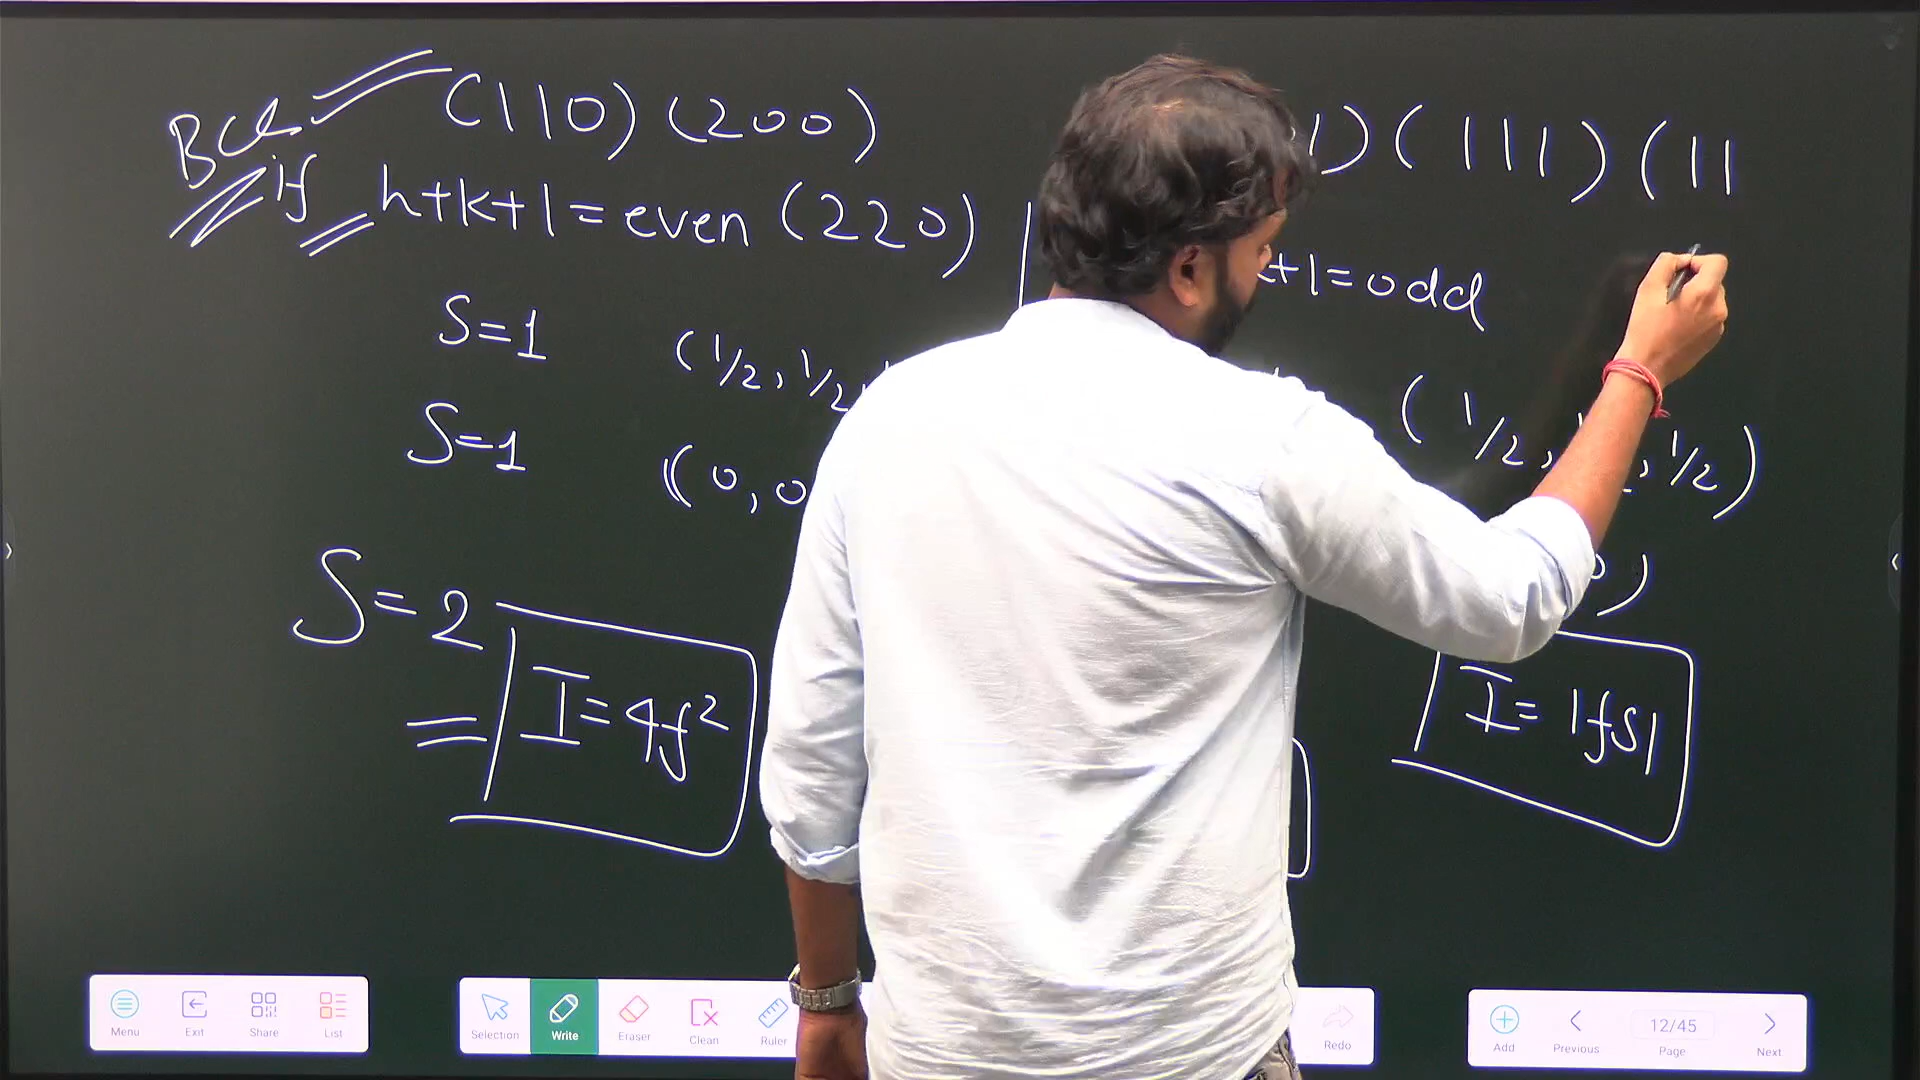 BCC (110) (200)
if h+k+l = even (220)
S=1 (1/2, 1/2,
S=1 ((0, 0
S= 2
I= 4f²
1) (111) (11
+l= odd
(1/2, , 1/2)
)
I= |fS|
Menu Exit Share List
Selection Write Eraser Clean Ruler
Redo
Add Previous 12/45 Page Next